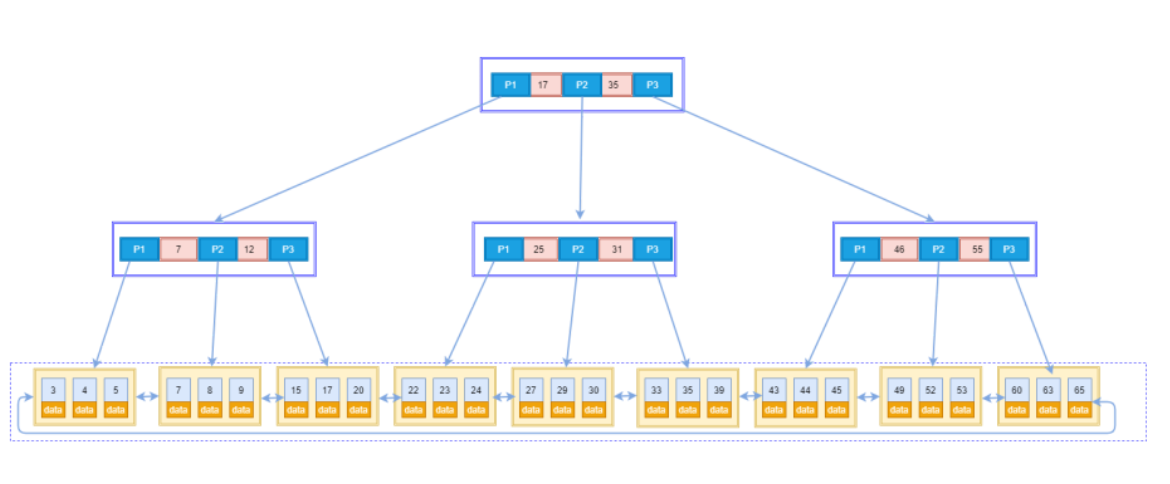 P1 17 P2 35 P3
P1 7 P2 12 P3
P1 25 P2 31 P3
P1 46 P2 55 P3
3 4 5
data data data
7 8 9
data data data
15 17 20
data data data
22 23 24
data data data
27 29 30
data data data
33 35 39
data data data
43 44 45
data data data
49 52 53
data data data
60 63 65
data data data